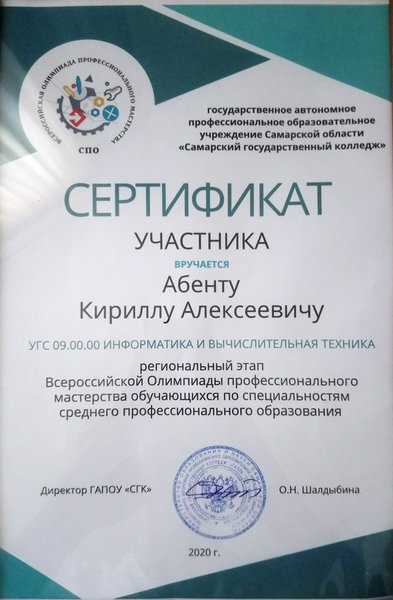 ВСЕРОССИЙСКАЯ ОЛИМПИАДА ПРОФЕССИОНАЛЬНОГО МАСТЕРСТВА
СПО
государственное автономное
профессиональное образовательное
учреждение Самарской области
«Самарский государственный колледж»
СЕРТИФИКАТ
УЧАСТНИКА
ВРУЧАЕТСЯ
Абенту
Кириллу Алексеевичу
УГС 09.00.00 ИНФОРМАТИКА И ВЫЧИСЛИТЕЛЬНАЯ ТЕХНИКА
региональный этап
Всероссийской Олимпиады профессионального
мастерства обучающихся по специальностям
среднего профессионального образования
Директор ГАПОУ «СГК»
О.Н. Шалдыбина
2020 г.